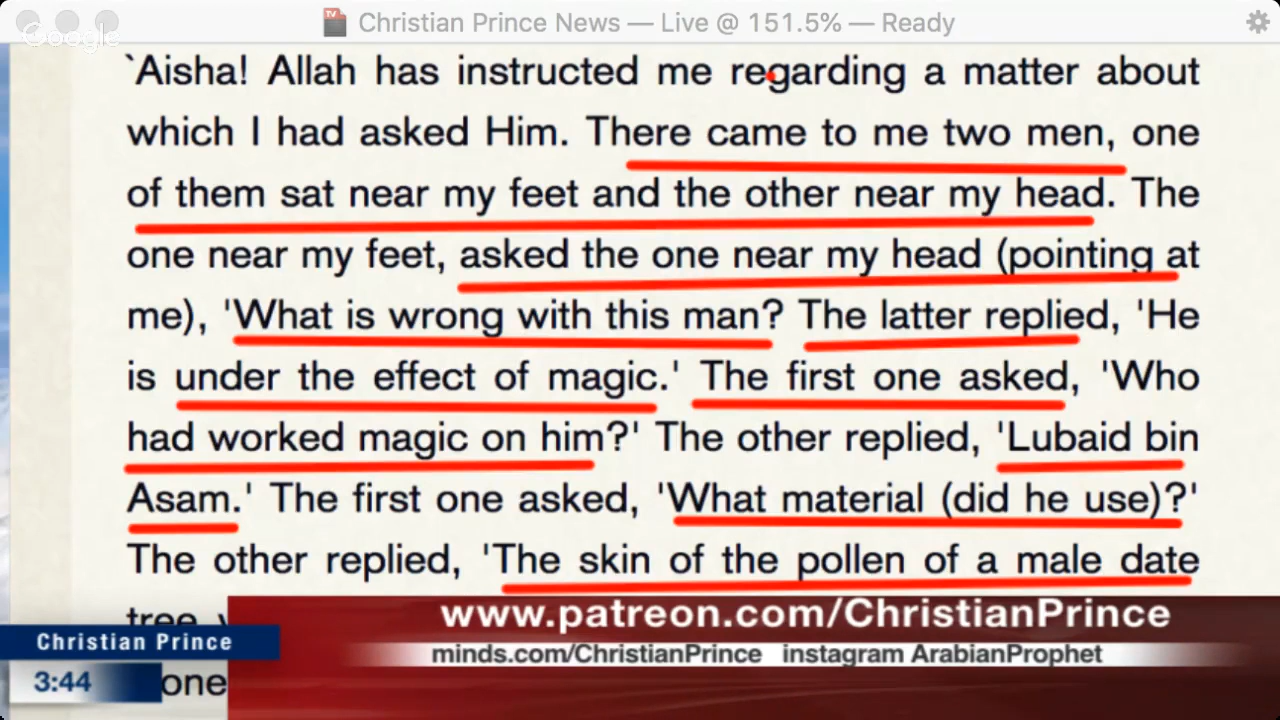 Christian Prince News — Live @ 151.5% — Ready
Google
`Aisha! Allah has instructed me regarding a matter about
which I had asked Him. There came to me two men, one
of them sat near my feet and the other near my head. The
one near my feet, asked the one near my head (pointing at
me), 'What is wrong with this man? The latter replied, 'He
is under the effect of magic.' The first one asked, 'Who
had worked magic on him?' The other replied, 'Lubaid bin
Asam.' The first one asked, 'What material (did he use)?'
The other replied, 'The skin of the pollen of a male date
tree
www.patreon.com/ChristianPrince
Christian Prince
minds.com/ChristianPrince instagram ArabianProphet
3:44
one